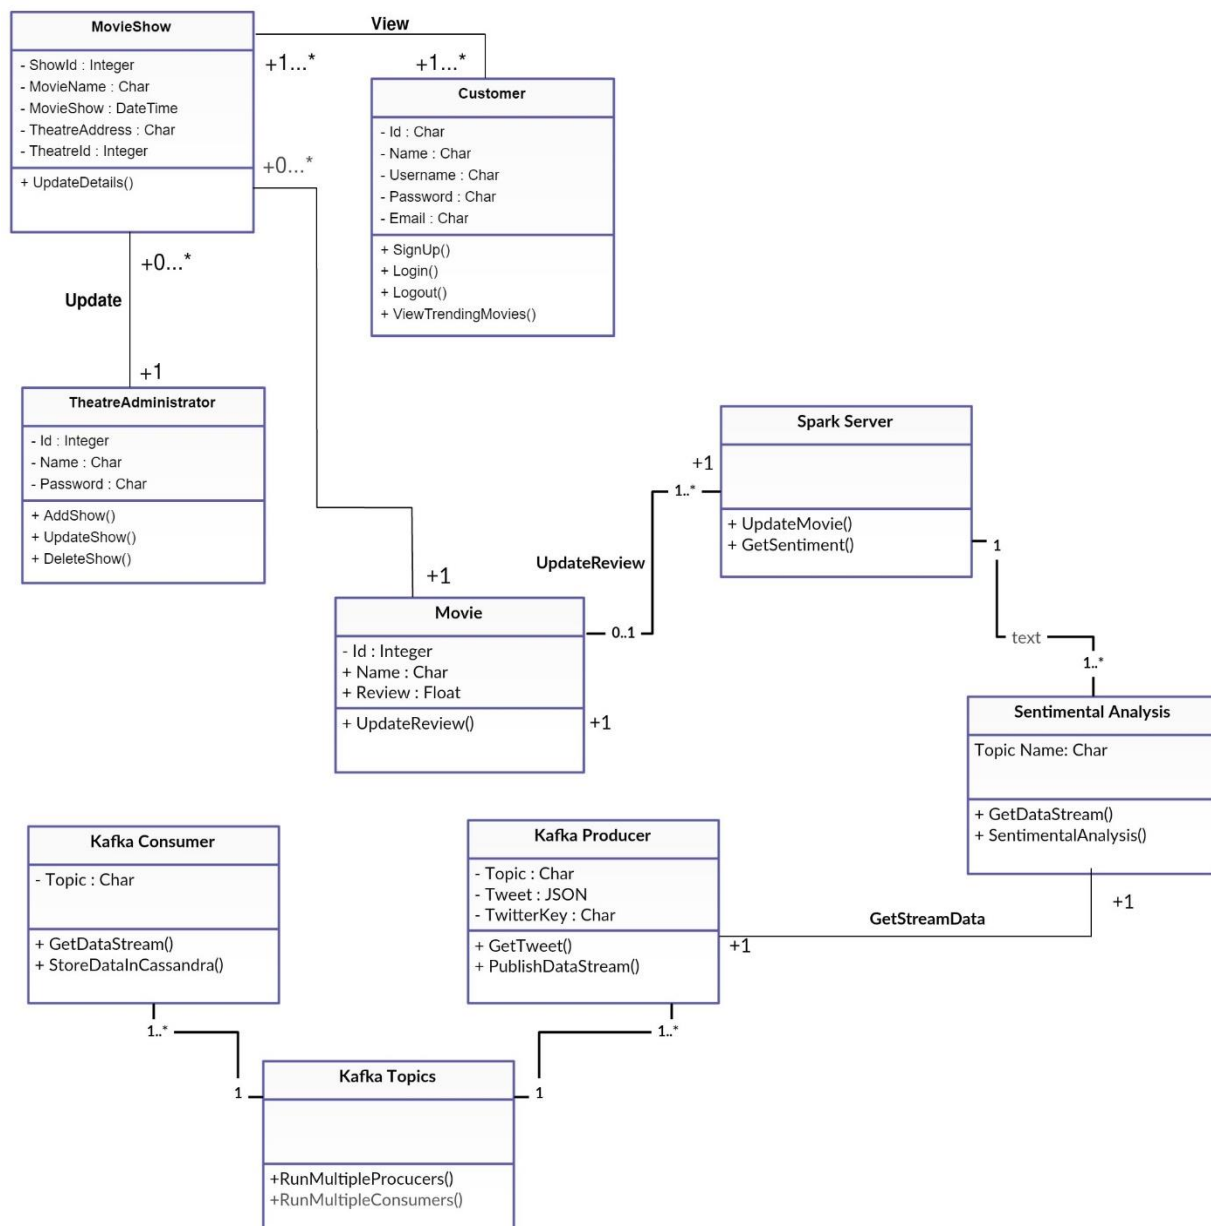 MovieShow
- ShowId : Integer
- MovieName : Char
- MovieShow : DateTime
- TheatreAddress : Char
- TheatreId : Integer
+ UpdateDetails()
View
+1...*
+1...*
Customer
- Id : Char
- Name : Char
- Username : Char
- Password : Char
- Email : Char
+ SignUp()
+ Login()
+ Logout()
+ ViewTrendingMovies()
+0...*
+0...*
Update
+1
TheatreAdministrator
- Id : Integer
- Name : Char
- Password : Char
+ AddShow()
+ UpdateShow()
+ DeleteShow()
Spark Server
+ UpdateMovie()
+ GetSentiment()
+1
1..*
UpdateReview
0..1
+1
Movie
- Id : Integer
+ Name : Char
+ Review : Float
+ UpdateReview()
+1
1
text
1..*
Sentimental Analysis
Topic Name: Char
+ GetDataStream()
+ SentimentalAnalysis()
+1
GetStreamData
+1
Kafka Consumer
- Topic : Char
+ GetDataStream()
+ StoreDataInCassandra()
Kafka Producer
- Topic : Char
- Tweet : JSON
- TwitterKey : Char
+ GetTweet()
+ PublishDataStream()
1..*
1..*
1
1
Kafka Topics
+RunMultipleProcucers()
+RunMultipleConsumers()